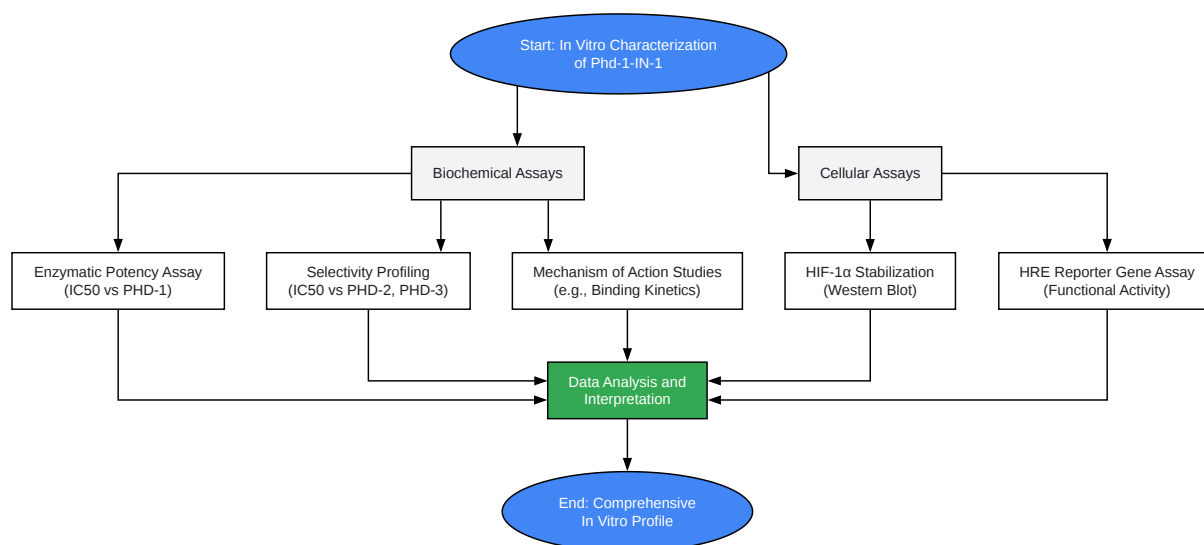 Start: In Vitro Characterization
of Phd-1-IN-1
Biochemical Assays
Cellular Assays
Enzymatic Potency Assay
(IC50 vs PHD-1)
Selectivity Profiling
(IC50 vs PHD-2, PHD-3)
Mechanism of Action Studies
(e.g., Binding Kinetics)
HIF-1α Stabilization
(Western Blot)
HRE Reporter Gene Assay
(Functional Activity)
Data Analysis and
Interpretation
End: Comprehensive
In Vitro Profile